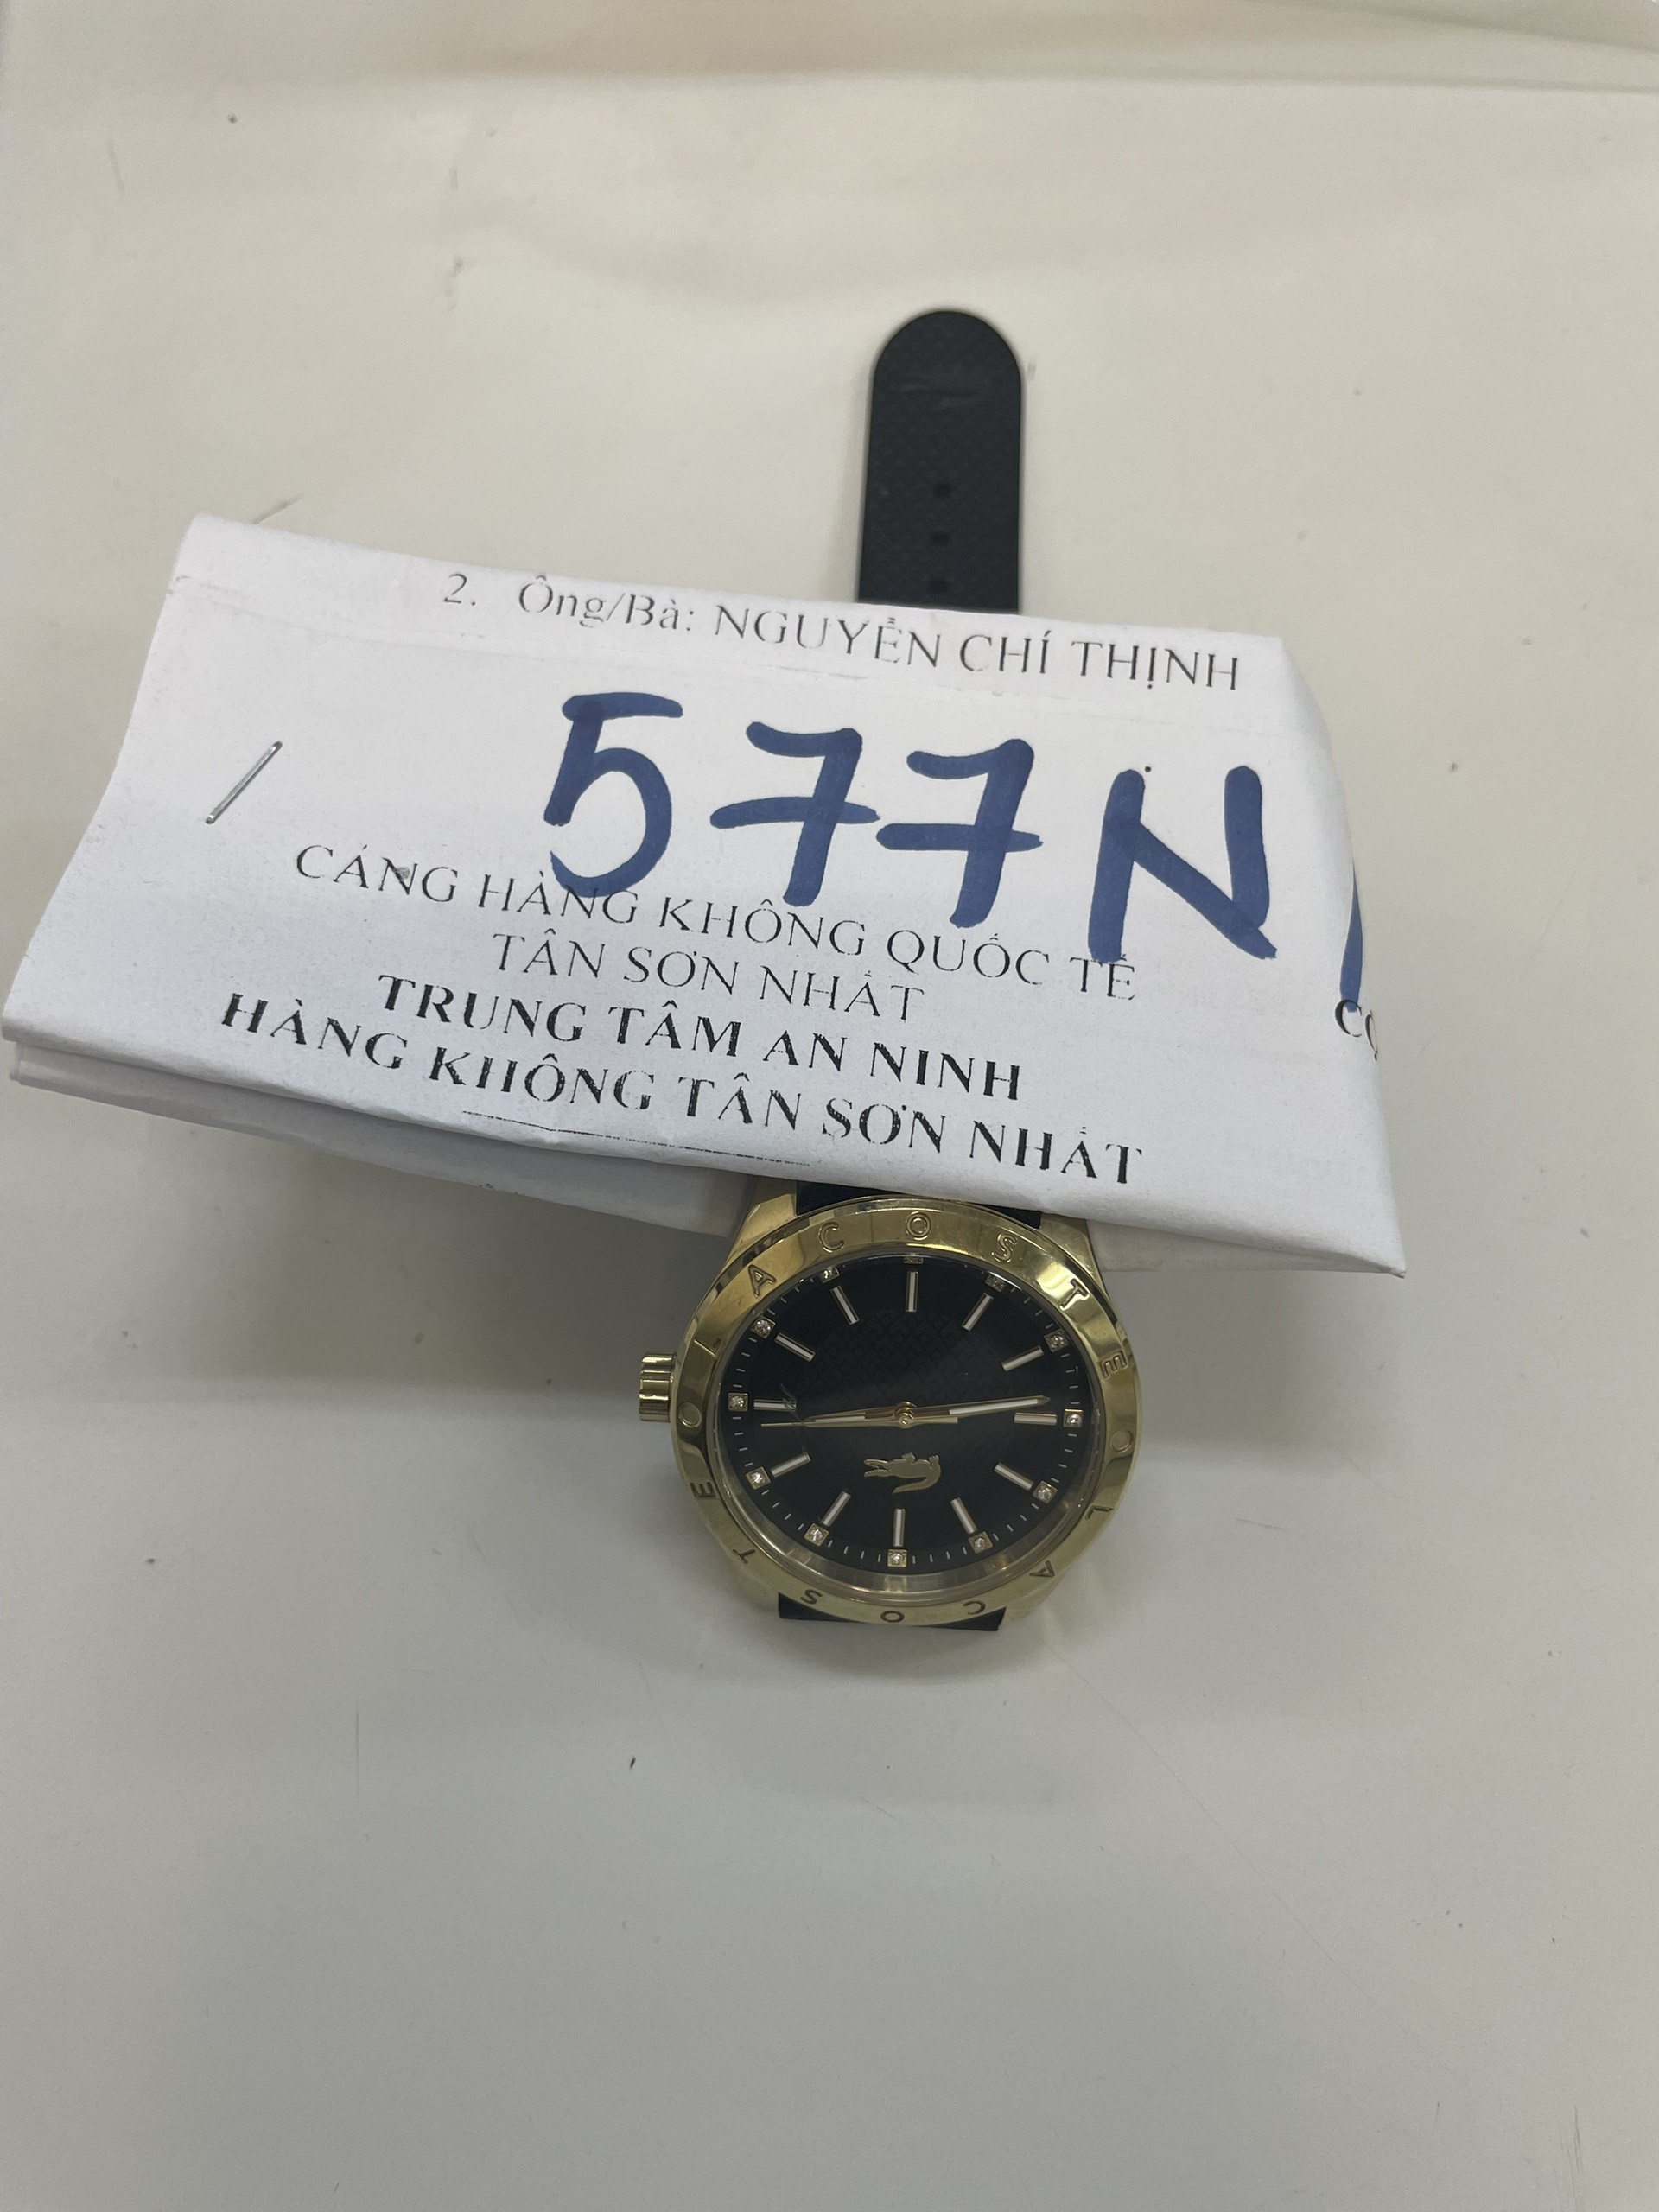 2. Ông/Bà: NGUYỄN CHÍ THỊNH
577N
CẢNG HÀNG KHÔNG QUỐC TẾ
TÂN SƠN NHẤT
TRUNG TÂM AN NINH
HÀNG KHÔNG TÂN SƠN NHẤT
LACOSTE
LACOSTE